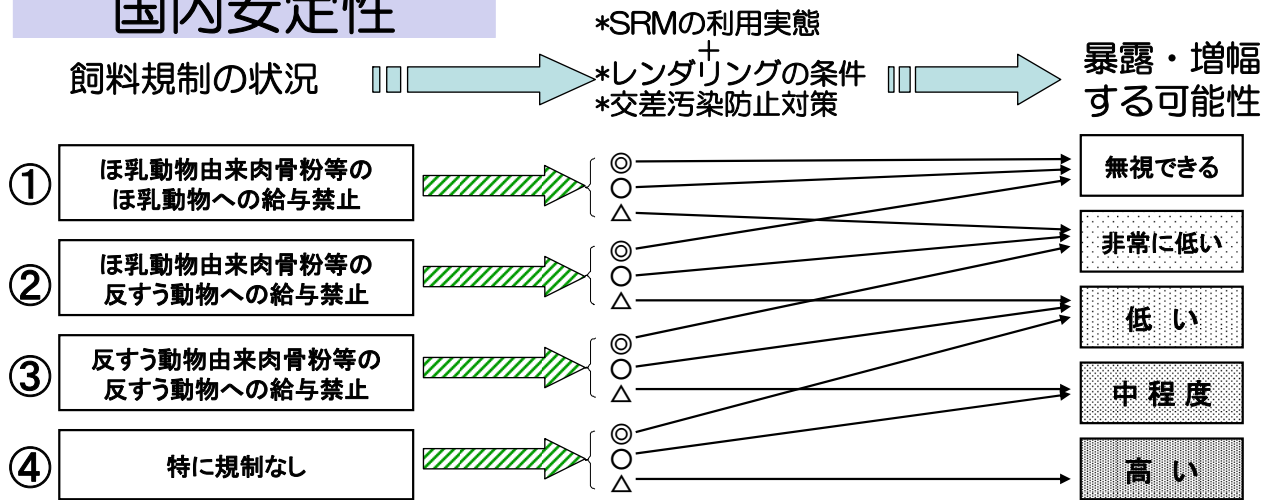 国内安定性
飼料規制の状況
*SRMの利用実態
+
*レンダリングの条件
*交差汚染防止対策
暴露・増幅
する可能性
① ほ乳動物由来肉骨粉等の
ほ乳動物への給与禁止
◎
○
△
無視できる
② ほ乳動物由来肉骨粉等の
反すう動物への給与禁止
◎
○
△
非常に低い
③ 反すう動物由来肉骨粉等の
反すう動物への給与禁止
◎
○
△
低 い
中 程 度
④ 特に規制なし
◎
○
△
高 い